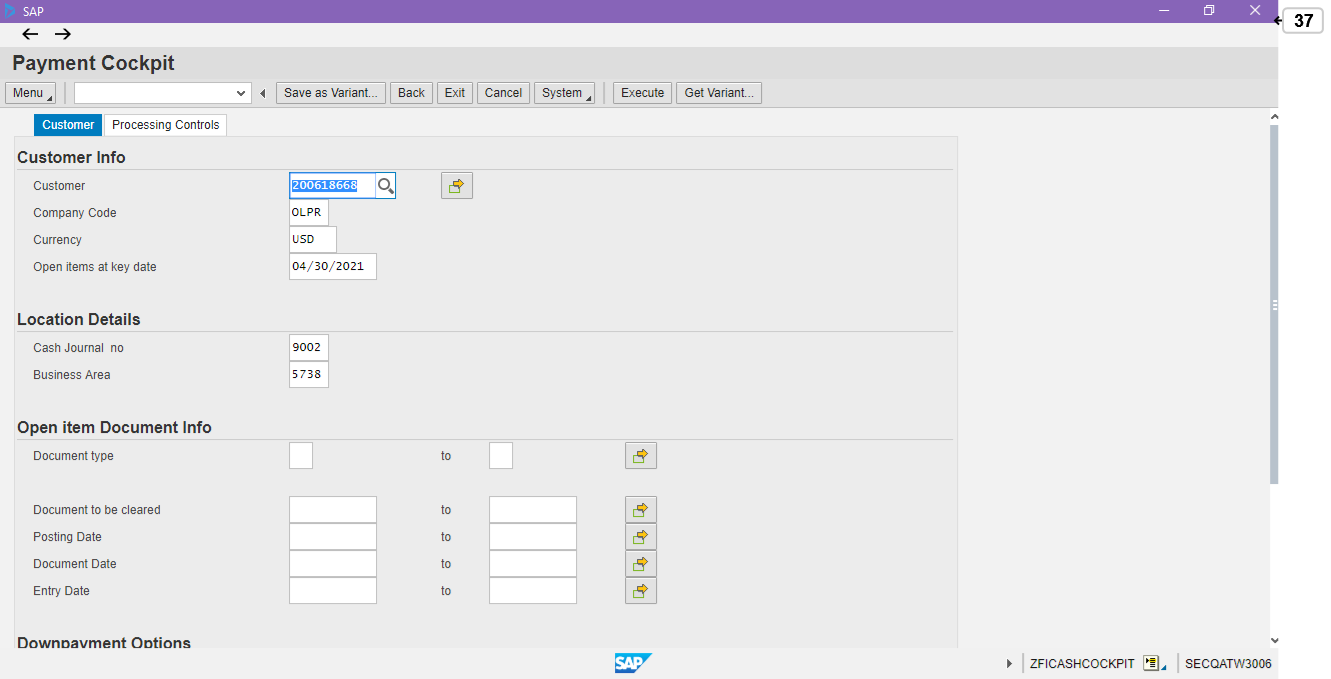 SAP
37
Payment Cockpit
Menu Save as Variant... Back Exit Cancel System Execute Get Variant...
Customer Processing Controls
Customer Info
Customer 200618668
Company Code OLPR
Currency USD
Open items at key date 04/30/2021
Location Details
Cash Journal no 9002
Business Area 5738
Open item Document Info
Document type to
Document to be cleared to
Posting Date to
Document Date to
Entry Date to
Downpayment Options
SAP ZFICASHCOCKPIT SECQATW3006